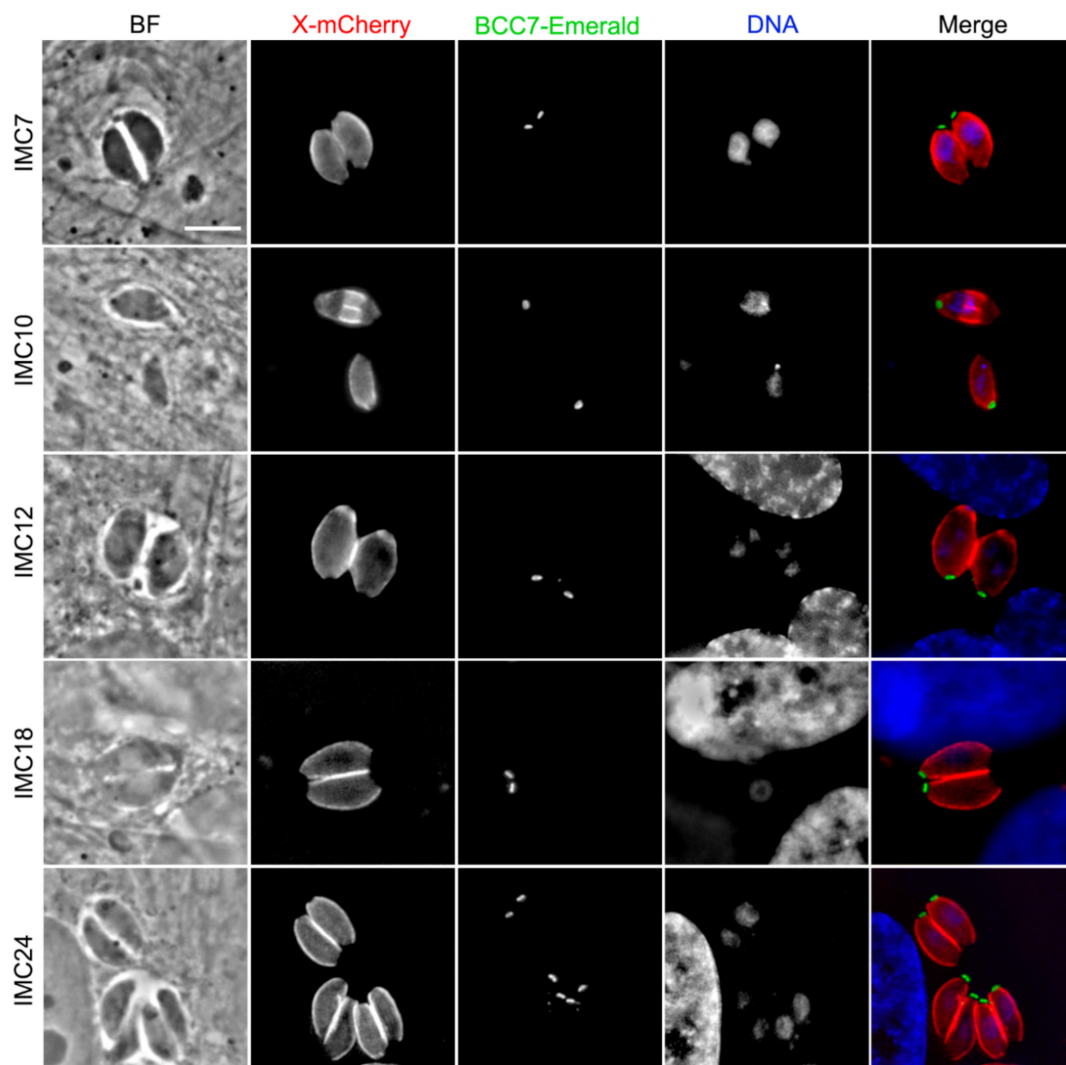 BF X-mCherry BCC7-Emerald DNA Merge
IMC7
IMC10
IMC12
IMC18
IMC24